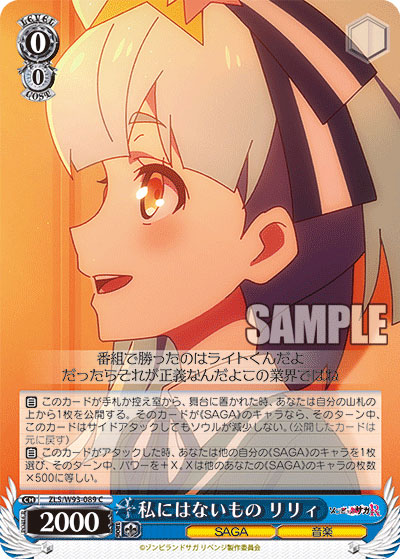 LEVEL
0
0
COST
SAMPLE
番組で勝ったのはライトくんだよ
だったらそれが正義なんだよこの業界ではね
自 このカードが手札か控え室から、舞台に置かれた時、あなたは自分の山札の
上から1枚を公開する。そのカードが《SAGA》のキャラなら、そのターン中、
このカードはサイドアタックしてもソウルが減少しない。(公開したカードは
元に戻す)
自 このカードがアタックした時、あなたは他の自分の《SAGA》のキャラを1枚
選び、そのターン中、パワーを+X。Xは他のあなたの《SAGA》のキャラの枚数
×500に等しい。
CH ZLS/W93-089 C
2000
私にはないもの リリィ
SAGA
音楽
©ゾンビランドサガ リベンジ製作委員会